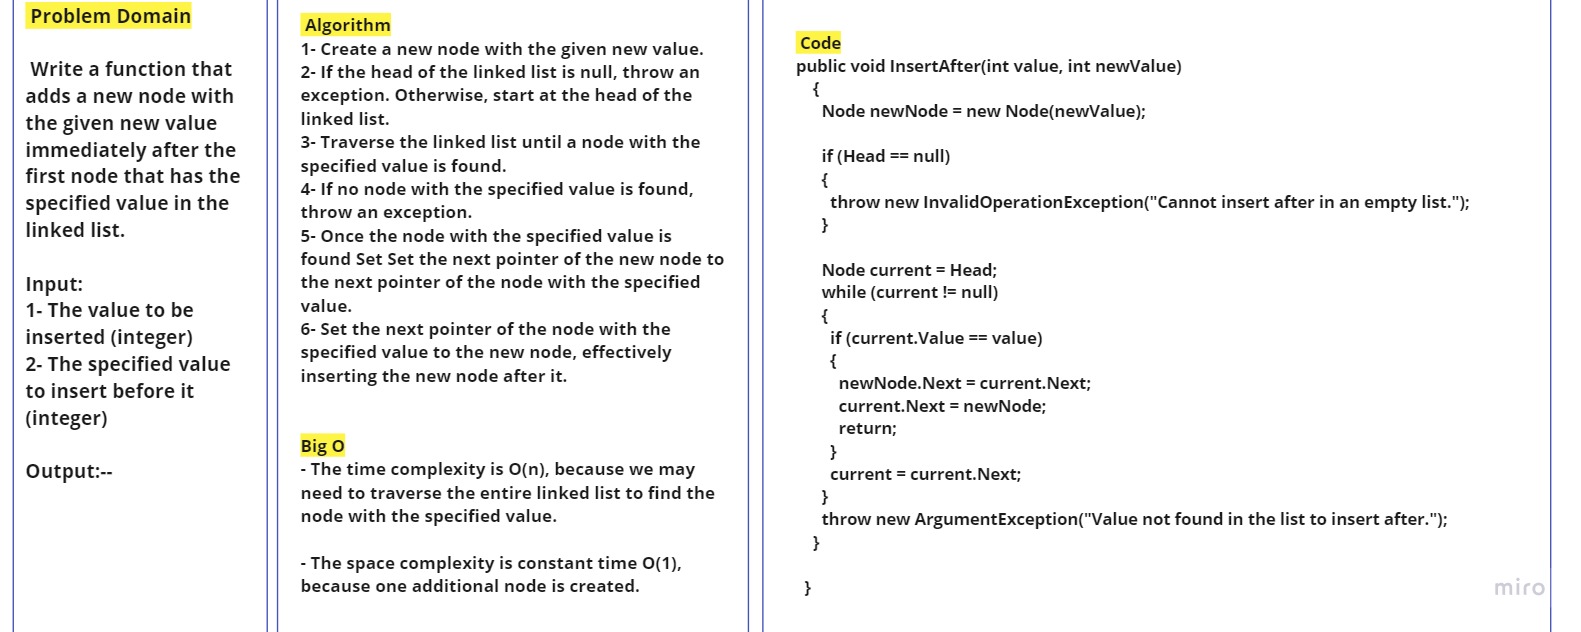 Problem Domain
Write a function that
adds a new node with
the given new value
immediately after the
first node that has the
specified value in the
linked list.
Input:
1- The value to be
inserted (integer)
2- The specified value
to insert before it
(integer)
Output:--
Algorithm
1- Create a new node with the given new value.
2- If the head of the linked list is null, throw an
exception. Otherwise, start at the head of the
linked list.
3- Traverse the linked list until a node with the
specified value is found.
4- If no node with the specified value is found,
throw an exception.
5- Once the node with the specified value is
found Set Set the next pointer of the new node to
the next pointer of the node with the specified
value.
6- Set the next pointer of the node with the
specified value to the new node, effectively
inserting the new node after it.
Big O
- The time complexity is O(n), because we may
need to traverse the entire linked list to find the
node with the specified value.
- The space complexity is constant time O(1),
because one additional node is created.
Code
public void InsertAfter(int value, int newValue)
{
Node newNode = new Node(newValue);
if (Head == null)
{
throw new InvalidOperationException("Cannot insert after in an empty list.");
}
Node current = Head;
while (current != null)
{
if (current.Value == value)
{
newNode.Next = current.Next;
current.Next = newNode;
return;
}
current = current.Next;
}
throw new ArgumentException("Value not found in the list to insert after.");
}
}
miro